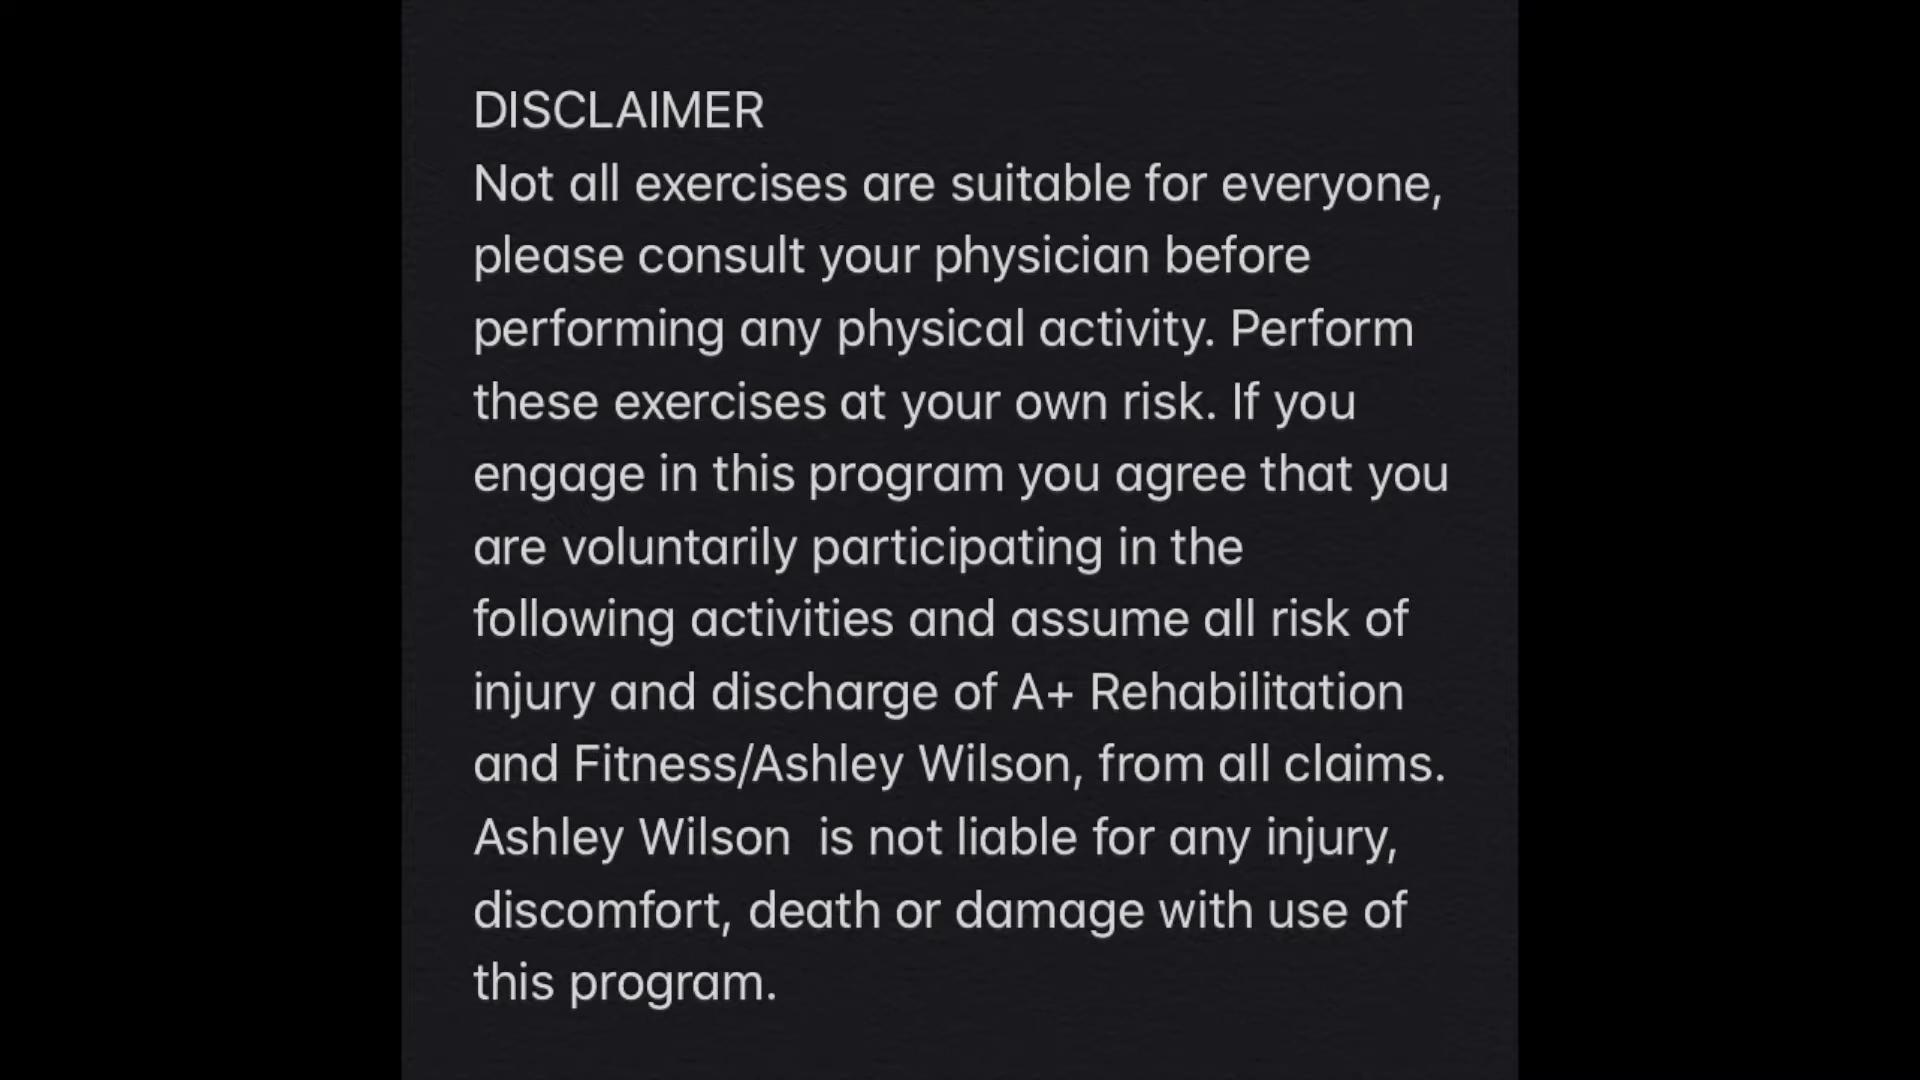 DISCLAIMER
Not all exercises are suitable for everyone,
please consult your physician before
performing any physical activity. Perform
these exercises at your own risk. If you
engage in this program you agree that you
are voluntarily participating in the
following activities and assume all risk of
injury and discharge of A+ Rehabilitation
and Fitness/Ashley Wilson, from all claims.
Ashley Wilson  is not liable for any injury,
discomfort, death or damage with use of
this program.